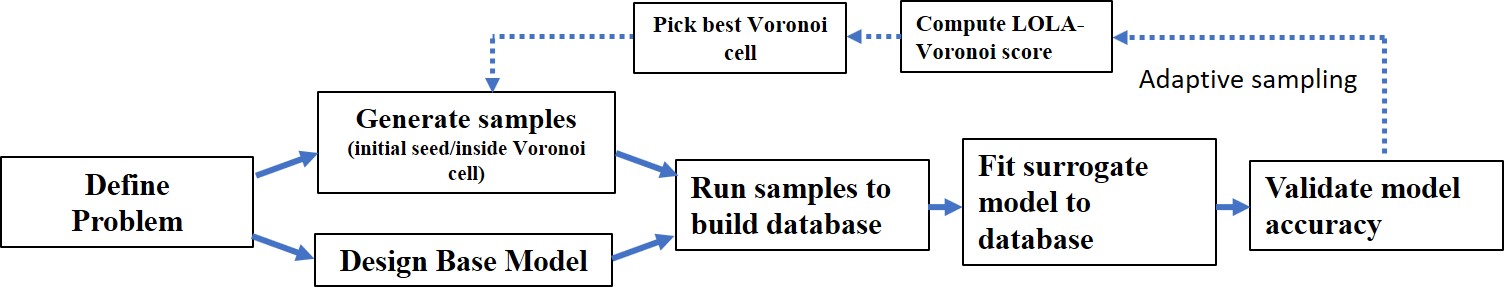 Pick best Voronoi
cell
Compute LOLA-
Voronoi score
Adaptive sampling
Generate samples
(initial seed/inside Voronoi
cell)
Define
Problem
Design Base Model
Run samples to
build database
Fit surrogate
model to
database
Validate model
accuracy